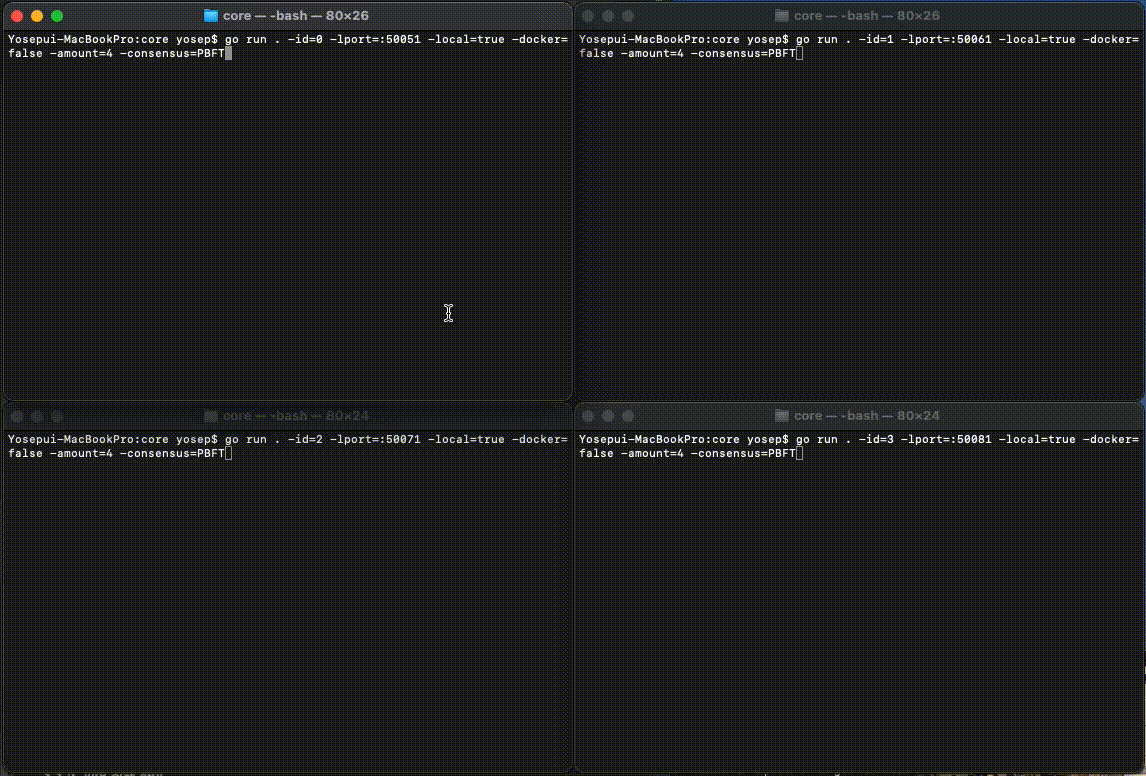 core — -bash — 80×26
Yosepui-MacBookPro:core yosep$ go run . -id=0 -lport=:50051 -local=true -docker=
false -amount=4 -consensus=PBFT
core — -bash — 80×26
Yosepui-MacBookPro:core yosep$ go run . -id=1 -lport=:50061 -local=true -docker=
false -amount=4 -consensus=PBFT
core — -bash — 80×24
Yosepui-MacBookPro:core yosep$ go run . -id=2 -lport=:50071 -local=true -docker=
false -amount=4 -consensus=PBFT
core — -bash — 80×24
Yosepui-MacBookPro:core yosep$ go run . -id=3 -lport=:50081 -local=true -docker=
false -amount=4 -consensus=PBFT